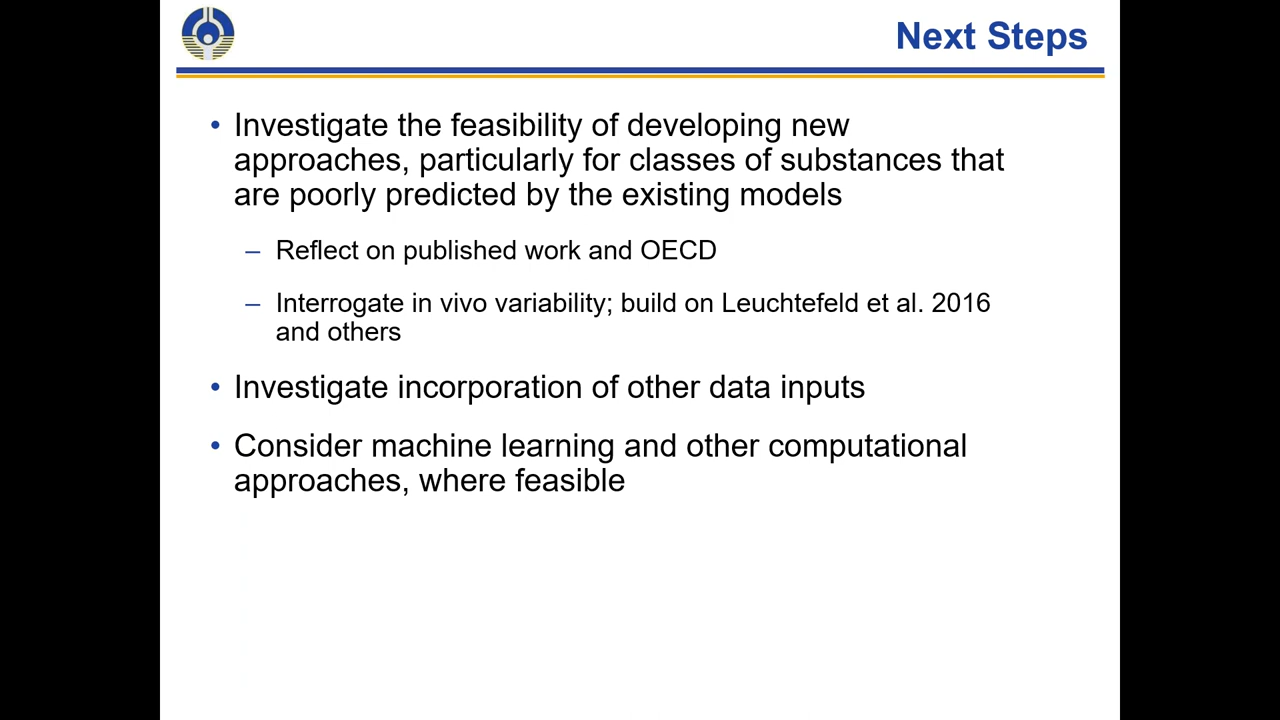 Next Steps
• Investigate the feasibility of developing new
approaches, particularly for classes of substances that
are poorly predicted by the existing models
– Reflect on published work and OECD
– Interrogate in vivo variability; build on Leuchtefeld et al. 2016
and others
• Investigate incorporation of other data inputs
• Consider machine learning and other computational
approaches, where feasible